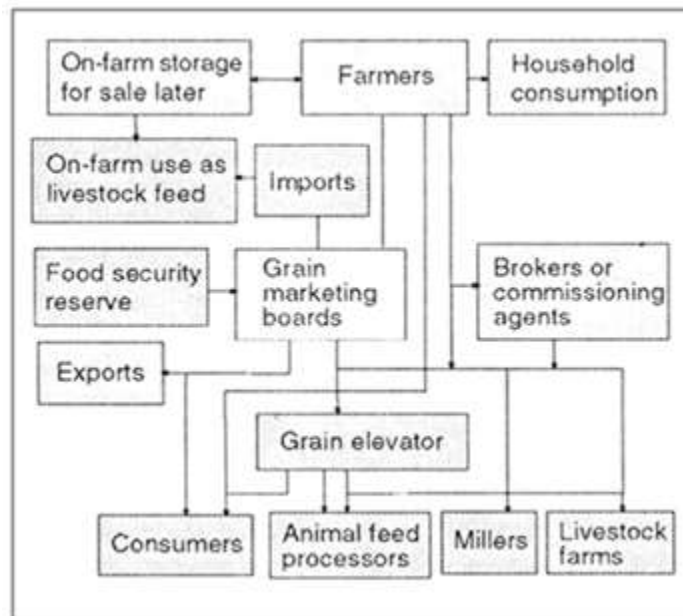 On-farm storage
for sale later
Farmers
Household
consumption
On-farm use as
livestock feed
Imports
Food security
reserve
Grain
marketing
boards
Brokers or
commissioning
agents
Exports
Grain elevator
Consumers
Animal feed
processors
Millers
Livestock
farms